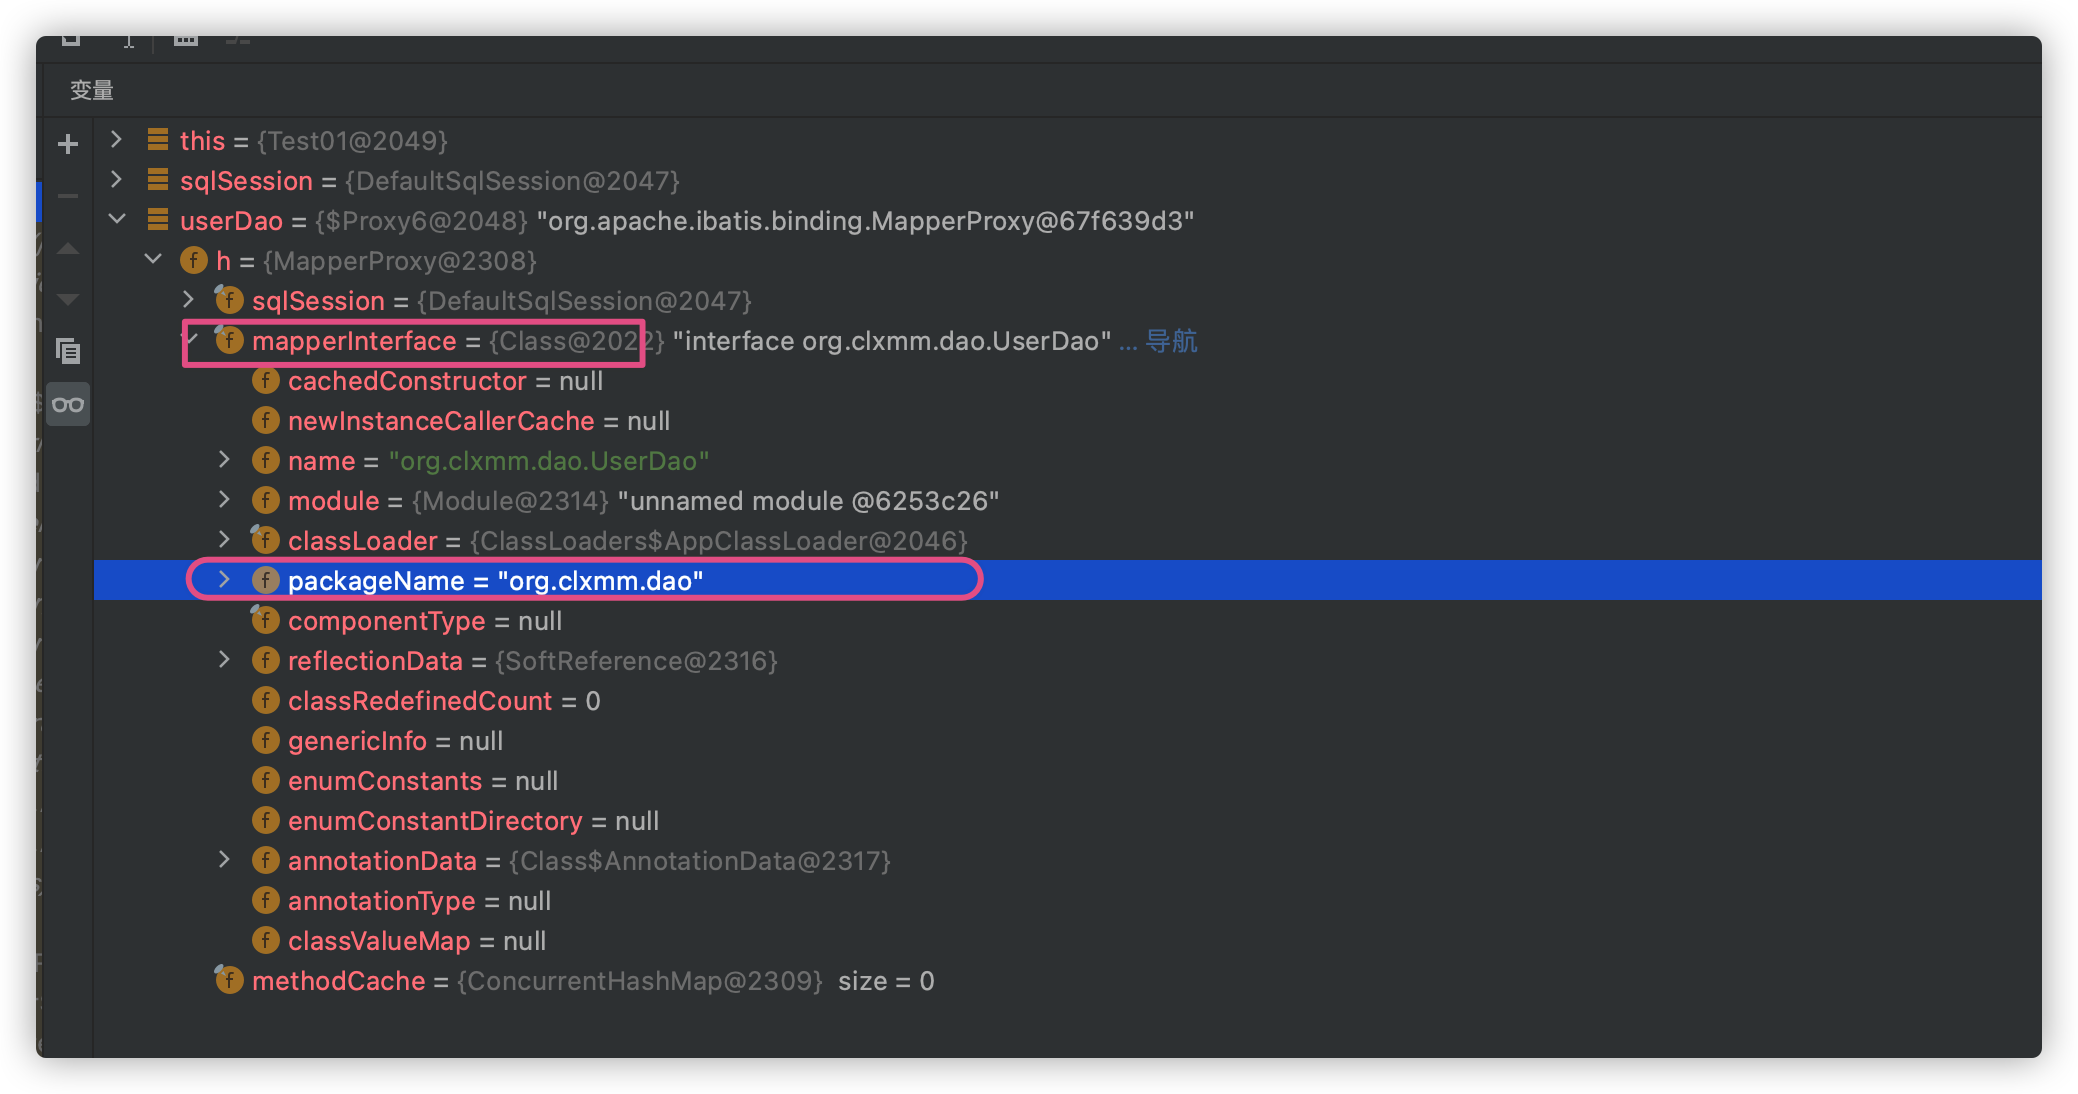 变量
this = {Test01@2049}
sqlSession = {DefaultSqlSession@2047}
userDao = {$Proxy6@2048} "org.apache.ibatis.binding.MapperProxy@67f639d3"
h = {MapperProxy@2308}
sqlSession = {DefaultSqlSession@2047}
mapperInterface = {Class@2022} "interface org.clxmm.dao.UserDao" ... 导航
cachedConstructor = null
newInstanceCallerCache = null
name = "org.clxmm.dao.UserDao"
module = {Module@2314} "unnamed module @6253c26"
classLoader = {ClassLoaders$AppClassLoader@2046}
packageName = "org.clxmm.dao"
componentType = null
reflectionData = {SoftReference@2316}
classRedefinedCount = 0
genericInfo = null
enumConstants = null
enumConstantDirectory = null
annotationData = {Class$AnnotationData@2317}
annotationType = null
classValueMap = null
methodCache = {ConcurrentHashMap@2309} size = 0